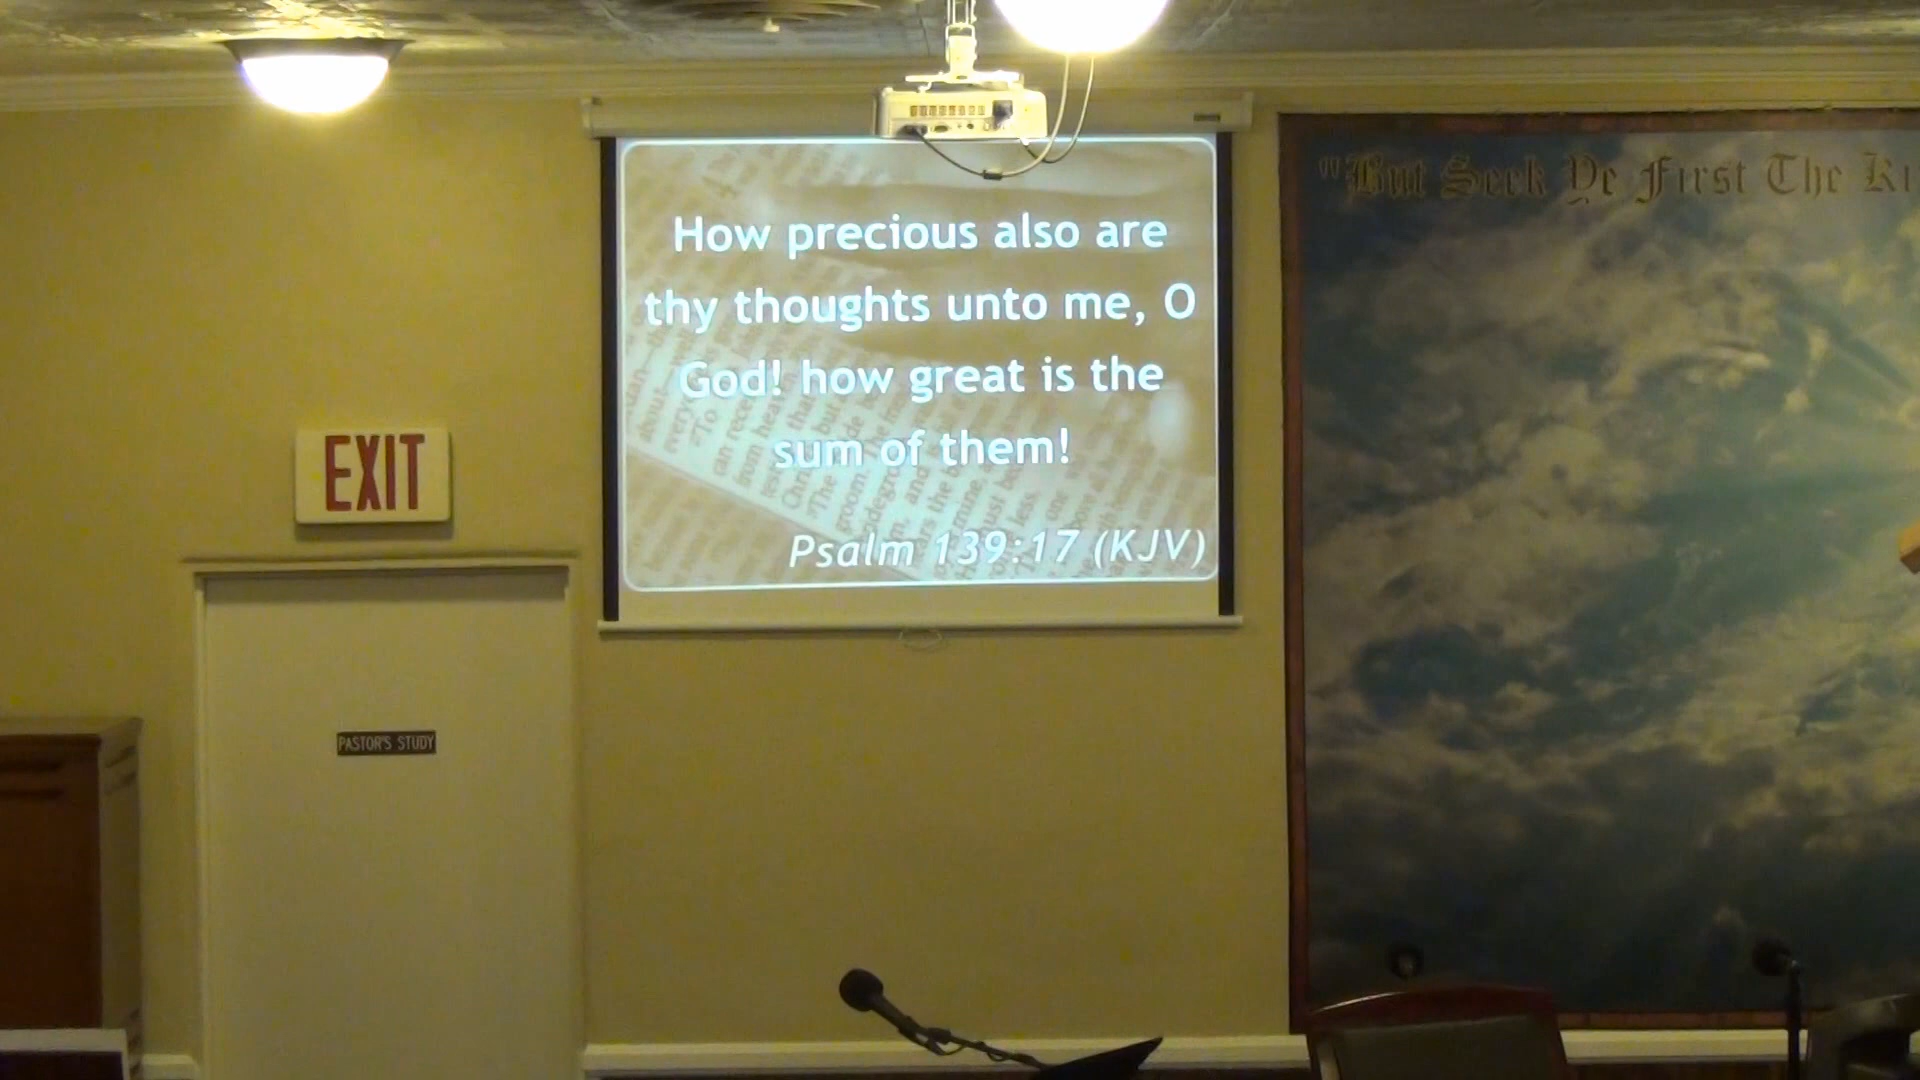 "But Seek Ye First The Ki
How precious also are
thy thoughts unto me, O
God! how great is the
sum of them!
Psalm 139:17 (KJV)
EXIT
PASTOR'S STUDY